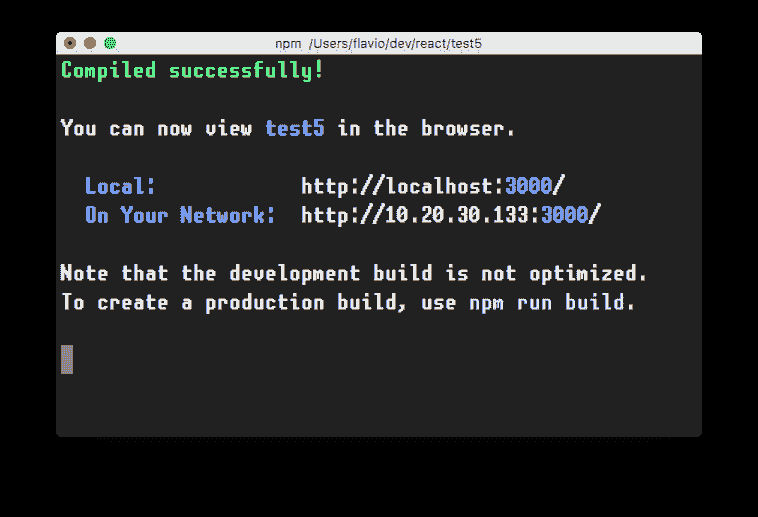 npm /Users/flavio/dev/react/test5
Compiled successfully!
You can now view test5 in the browser.
Local: http://localhost:3000/
On Your Network: http://10.20.30.133:3000/
Note that the development build is not optimized.
To create a production build, use npm run build.